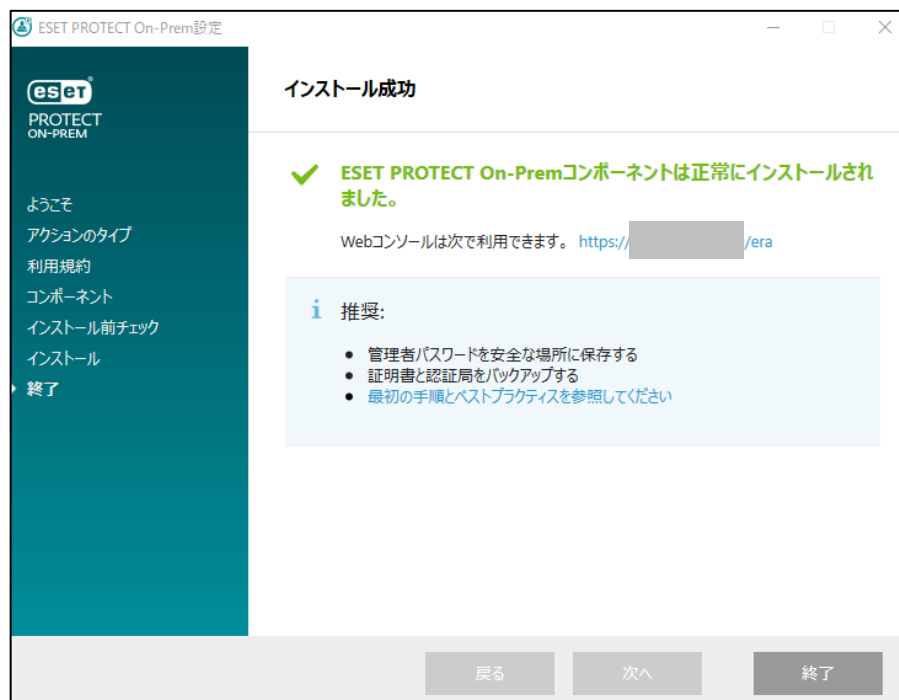 ESET PROTECT On-Prem設定
eset
PROTECT
ON-PREM
ようこそ
アクションのタイプ
利用規約
コンポーネント
インストール前チェック
インストール
終了
インストール成功
ESET PROTECT On-Premコンポーネントは正常にインストールされ
ました。
Webコンソールは次で利用できます。 https:// /era
i 推奨:
● 管理者パスワードを安全な場所に保存する
● 証明書と認証局をバックアップする
● 最初の手順とベストプラクティスを参照してください
戻る
次へ
終了